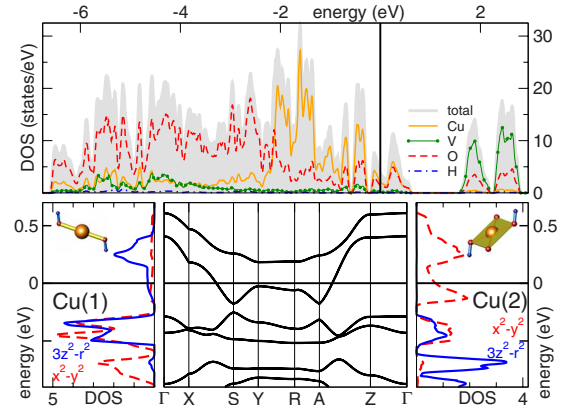 -6 -4 -2 energy (eV) 2
DOS (states/eV)
30
20
10
0
total
Cu
V
O
H
0.5
0
energy (eV)
Cu(1)
3z²-r²
x²-y²
5 DOS
Γ X S Y R A Z Γ
Cu(2)
x²-y²
3z²-r²
DOS 4
0.5
0
energy (eV)